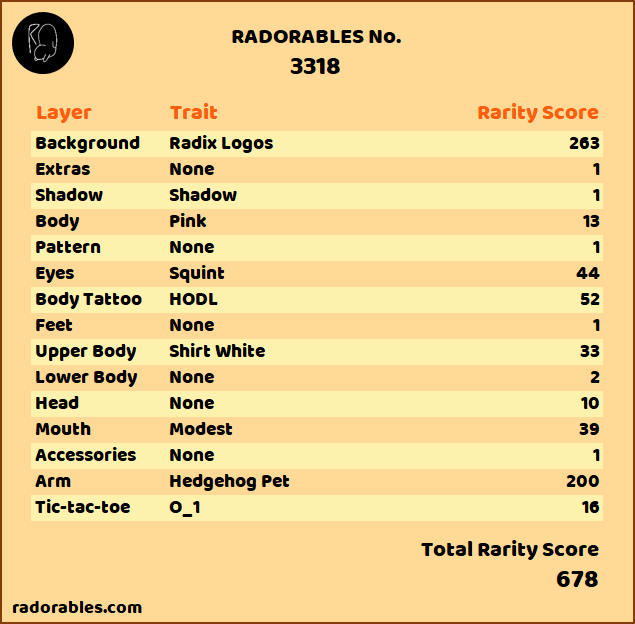 RADORABLES No.
3318
Layer Trait Rarity Score
Background Radix Logos 263
Extras None 1
Shadow Shadow 1
Body Pink 13
Pattern None 1
Eyes Squint 44
Body Tattoo HODL 52
Feet None 1
Upper Body Shirt White 33
Lower Body None 2
Head None 10
Mouth Modest 39
Accessories None 1
Arm Hedgehog Pet 200
Tic-tac-toe O_1 16
Total Rarity Score
678
radorables.com